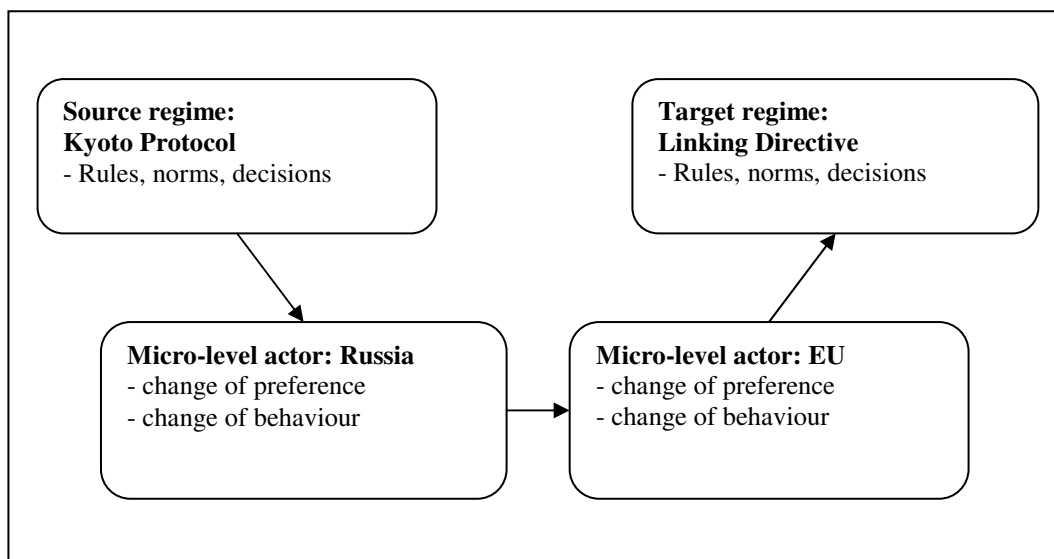 Source regime:
Kyoto Protocol
- Rules, norms, decisions
Target regime:
Linking Directive
- Rules, norms, decisions
Micro-level actor: Russia
- change of preference
- change of behaviour
Micro-level actor: EU
- change of preference
- change of behaviour